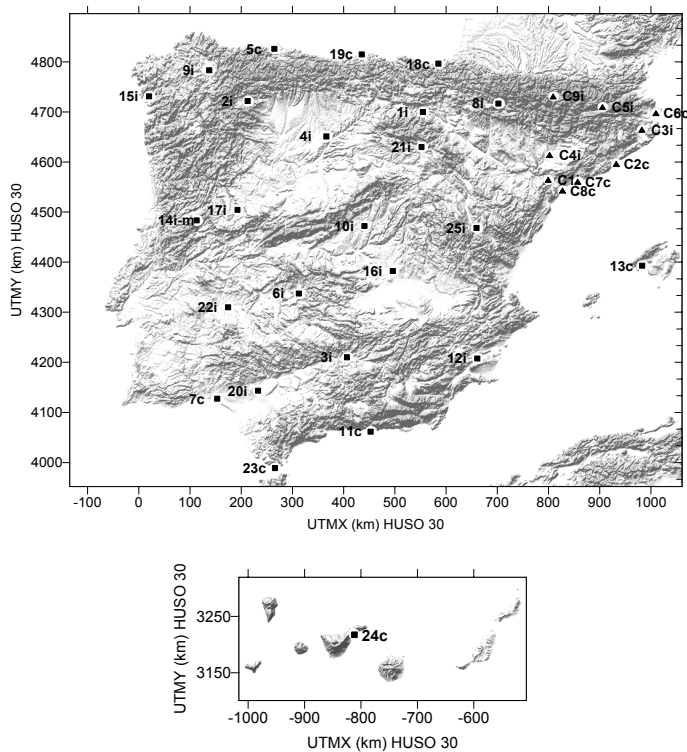 4800
4700
4600
4500
4400
4300
4200
4100
4000
UTMY (km) HUSO 30
5c
19c
18c
9i
15i
2i
1i
8i
C9i
C5i
C6c
C3i
4i
21i
C4i
C2c
C1
C7c
C8c
17i
14i-m
10i
25i
16i
13c
6i
22i
3i
12i
20i
7c
11c
23c
-100 0 100 200 300 400 500 600 700 800 900 1000
UTMX (km) HUSO 30
3250
3150
UTMY (km) HUSO 30
24c
-1000 -900 -800 -700 -600
UTMX (km) HUSO 30